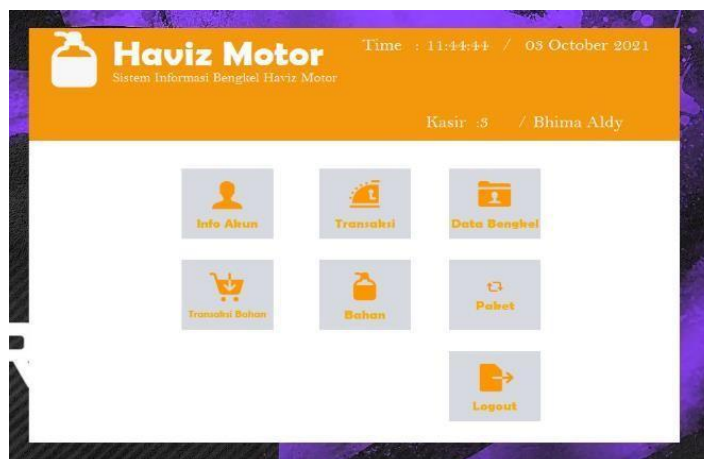 Haviz Motor
Time : 11:44:44 / 03 October 2021
Sistem Informasi Bengkel Haviz Motor
Kasir :3 / Bhima Aldy
Info Akun
Transaksi
Data Bengkel
Transaksi Bahan
Bahan
Paket
Logout